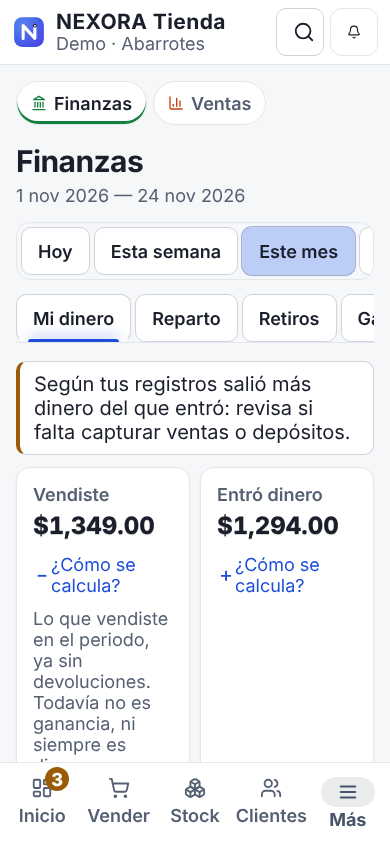 N
NEXORA Tienda
Demo · Abarrotes
Finanzas
Ventas
Finanzas
1 nov 2026 — 24 nov 2026
Hoy
Esta semana
Este mes
Mi dinero
Reparto
Retiros
Según tus registros salió más
dinero del que entró: revisa si
falta capturar ventas o depósitos.
Vendiste
$1,349.00
− ¿Cómo se
calcula?
Lo que vendiste
en el periodo,
ya sin
devoluciones.
Todavía no es
ganancia, ni
siempre es
Entró dinero
$1,294.00
+ ¿Cómo se
calcula?
3
Inicio
Vender
Stock
Clientes
Más